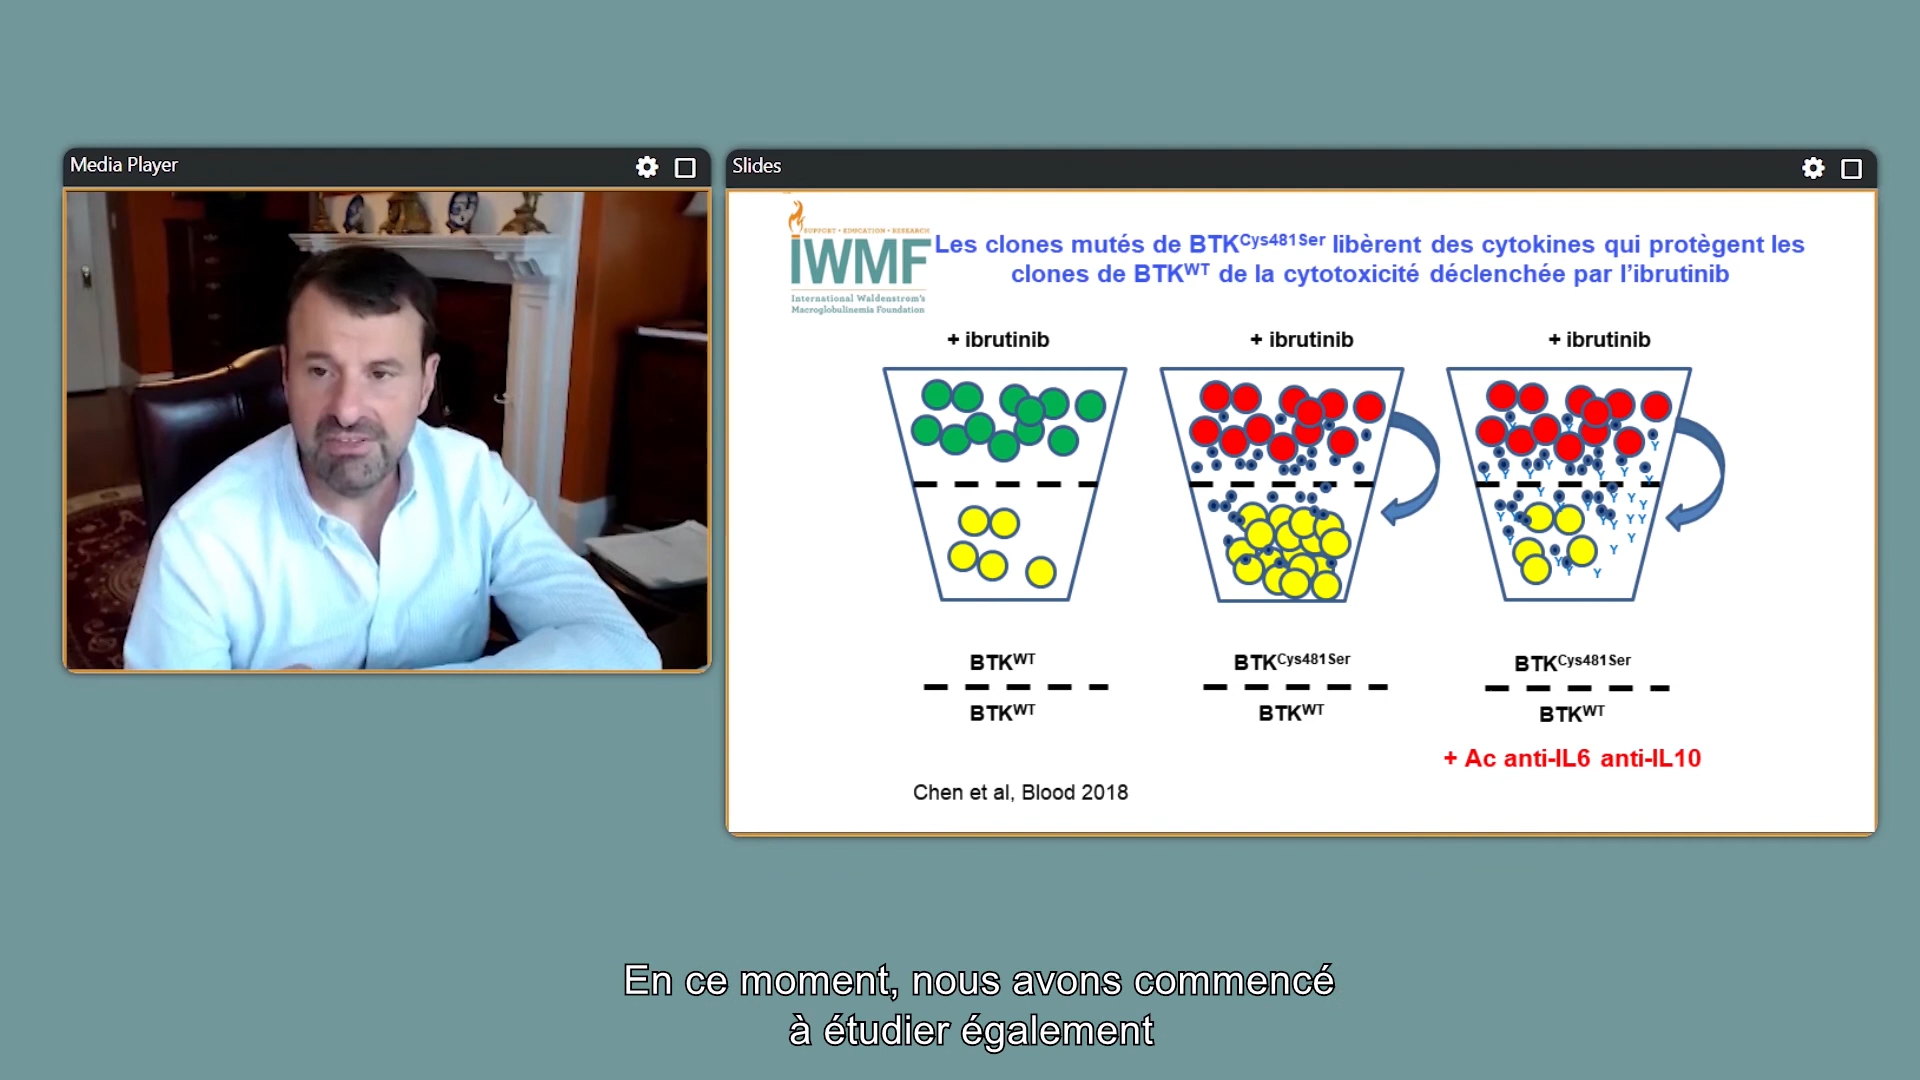 Media Player
Slides
SUPPORT • EDUCATION • RESEARCH
IWMF
International Waldenstrom's
Macroglobulinemia Foundation
Les clones mutés de BTKCys481Ser libèrent des cytokines qui protègent les
clones de BTKWT de la cytotoxicité déclenchée par l'ibrutinib
+ ibrutinib
+ ibrutinib
+ ibrutinib
BTKWT
BTKWT
BTKCys481Ser
BTKWT
BTKCys481Ser
BTKWT
+ Ac anti-IL6 anti-IL10
Chen et al, Blood 2018
En ce moment, nous avons commencé
à étudier également